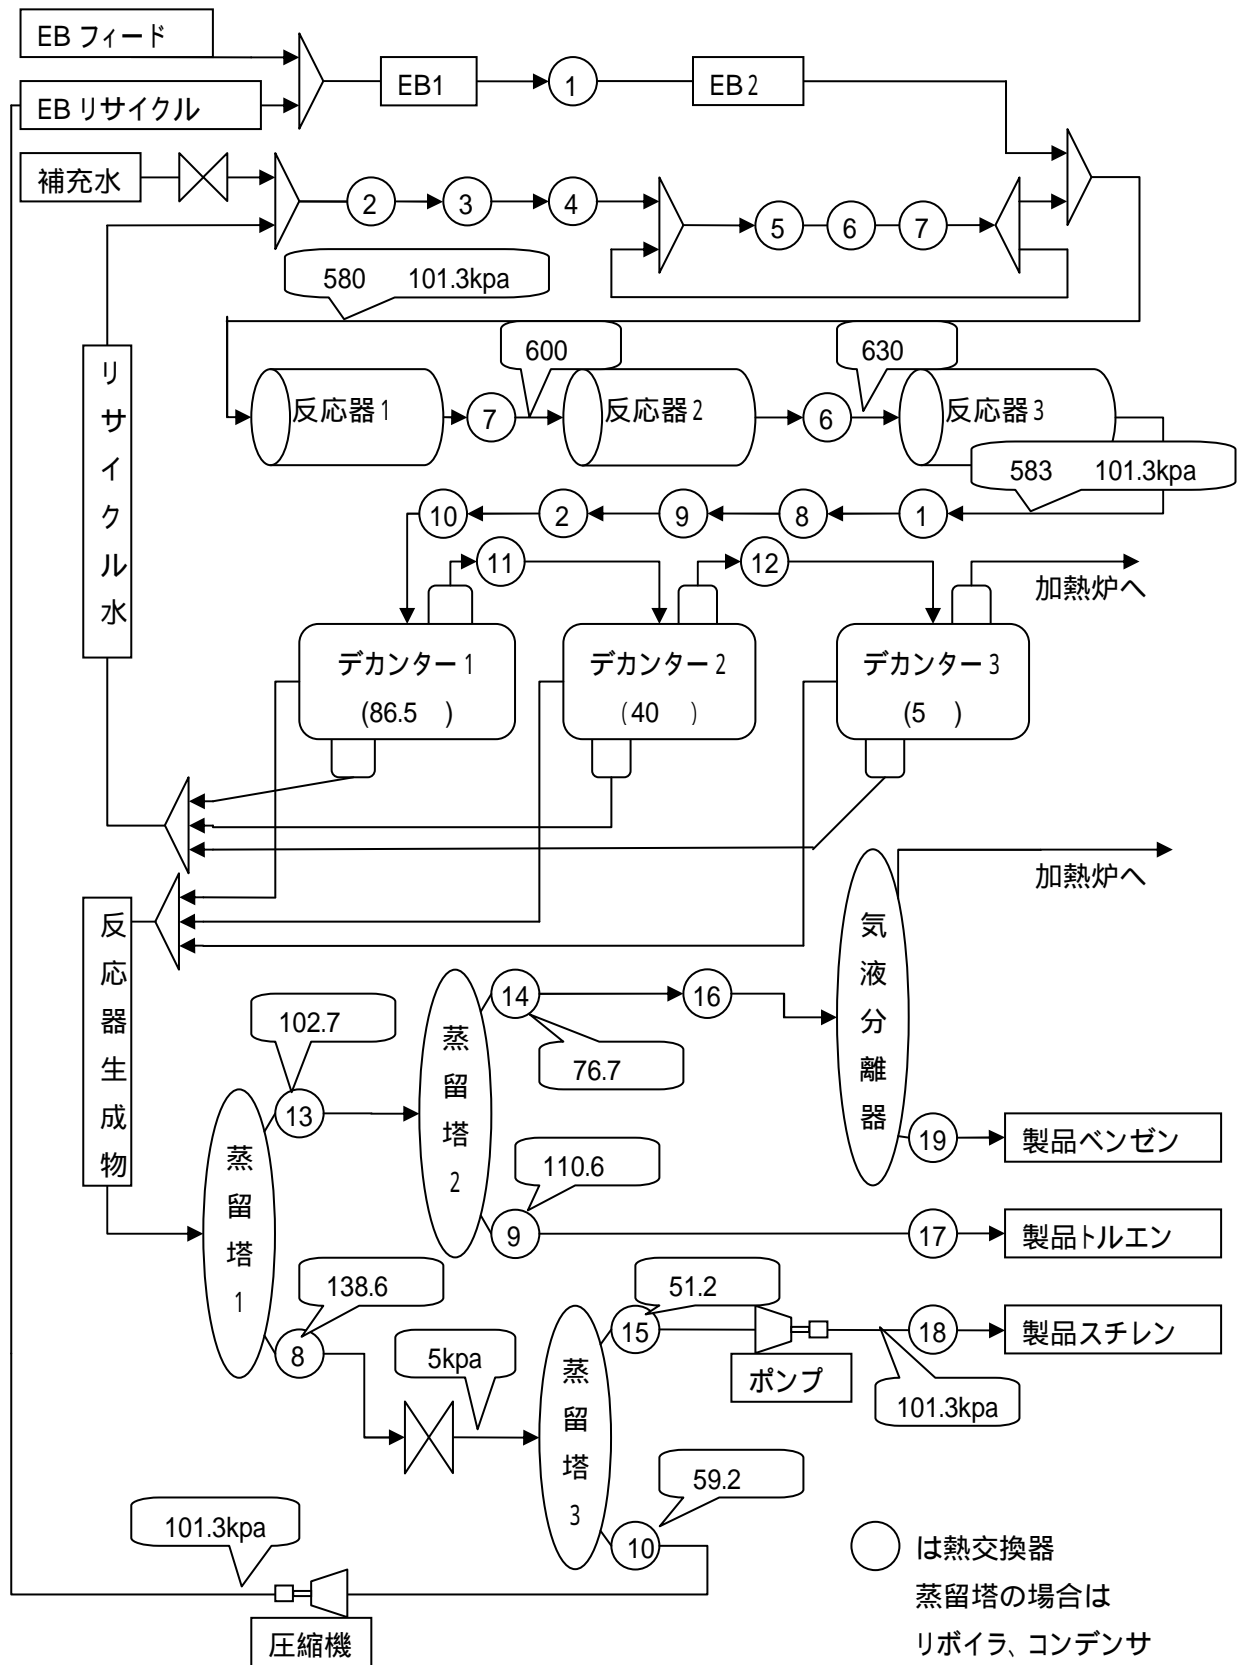 EB フィード
EB リサイクル
EB1
1
EB2
補充水
2
3
4
5
6
7
580 101.3kpa
リサイクル水
反応器1
7
600
反応器2
6
630
反応器3
583 101.3kpa
10
2
9
8
1
11
12
加熱炉へ
デカンター1
(86.5 )
デカンター2
(40 )
デカンター3
(5 )
加熱炉へ
反応器生成物
気液分離器
14
16
76.7
102.7
13
蒸留塔2
蒸留塔1
19
製品ベンゼン
110.6
9
17
製品トルエン
138.6
8
5kpa
蒸留塔3
51.2
15
ポンプ
18
製品スチレン
101.3kpa
59.2
10
101.3kpa
圧縮機
は熱交換器
蒸留塔の場合は
リボイラ、コンデンサ